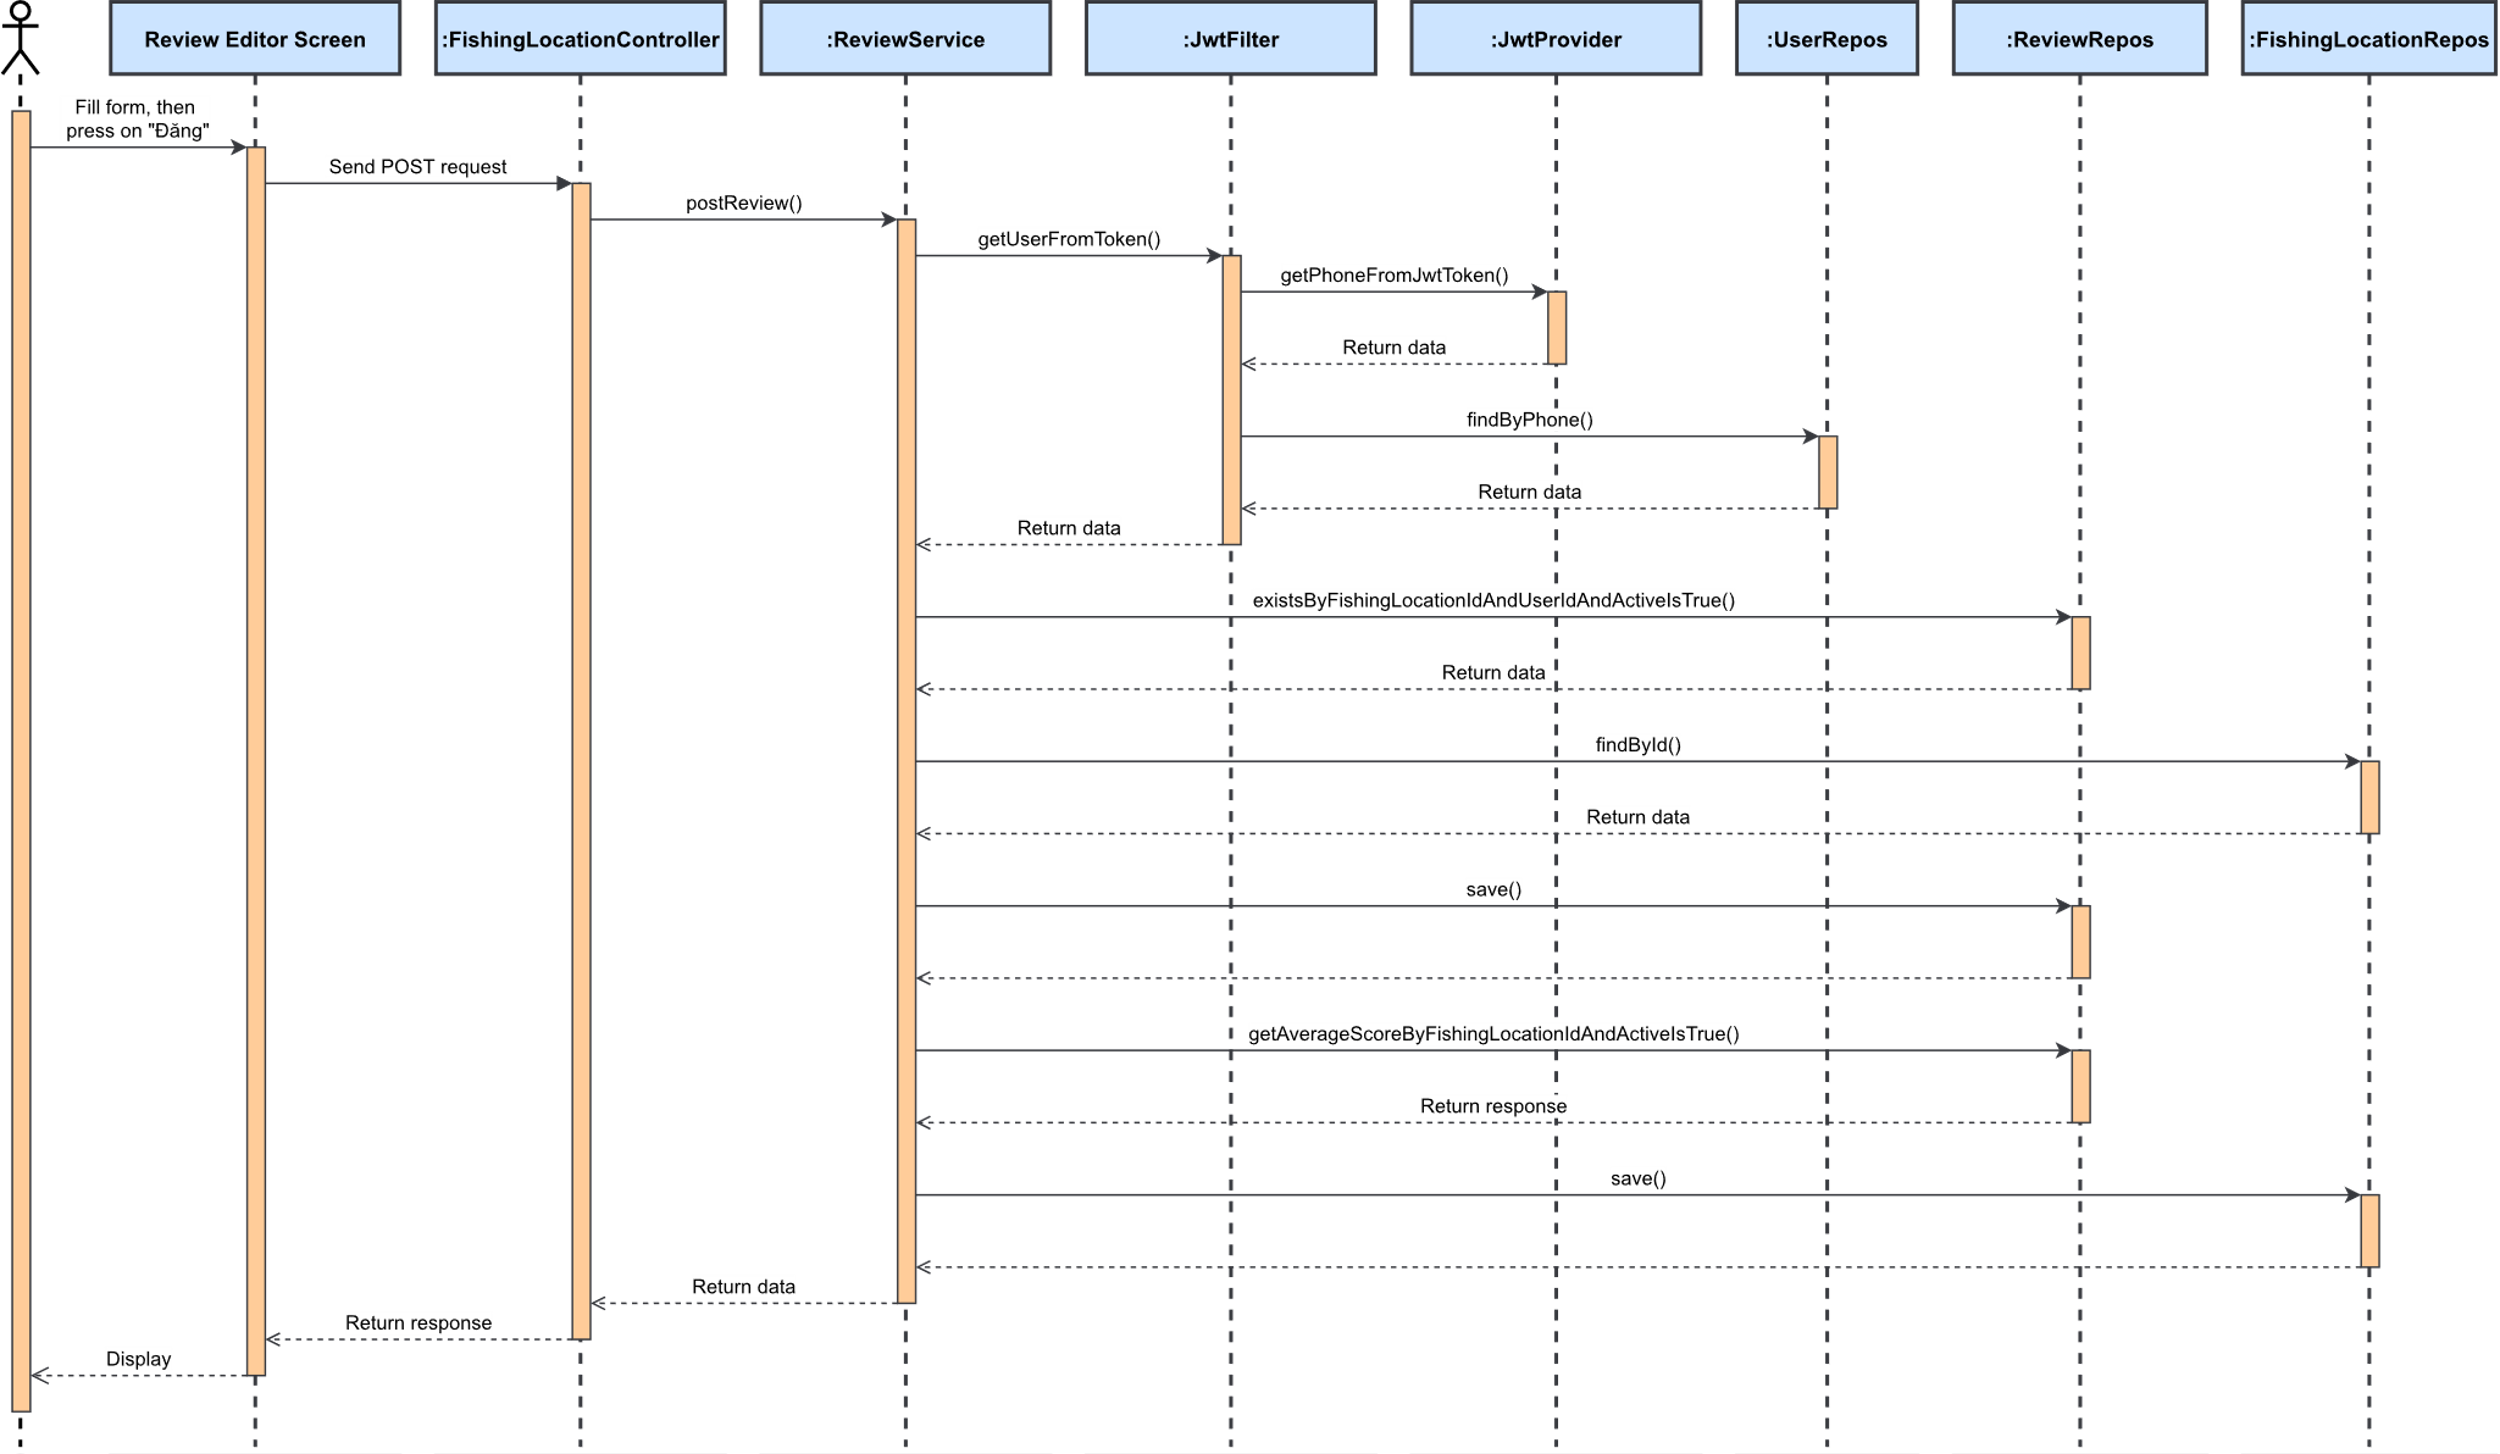 Review Editor Screen
:FishingLocationController
:ReviewService
:JwtFilter
:JwtProvider
:UserRepos
:ReviewRepos
:FishingLocationRepos
Fill form, then
press on "Đăng"
Send POST request
postReview()
getUserFromToken()
getPhoneFromJwtToken()
Return data
findByPhone()
Return data
Return data
existsByFishingLocationIdAndUserIdAndActiveIsTrue()
Return data
findById()
Return data
save()
getAverageScoreByFishingLocationIdAndActiveIsTrue()
Return response
save()
Return data
Return response
Display